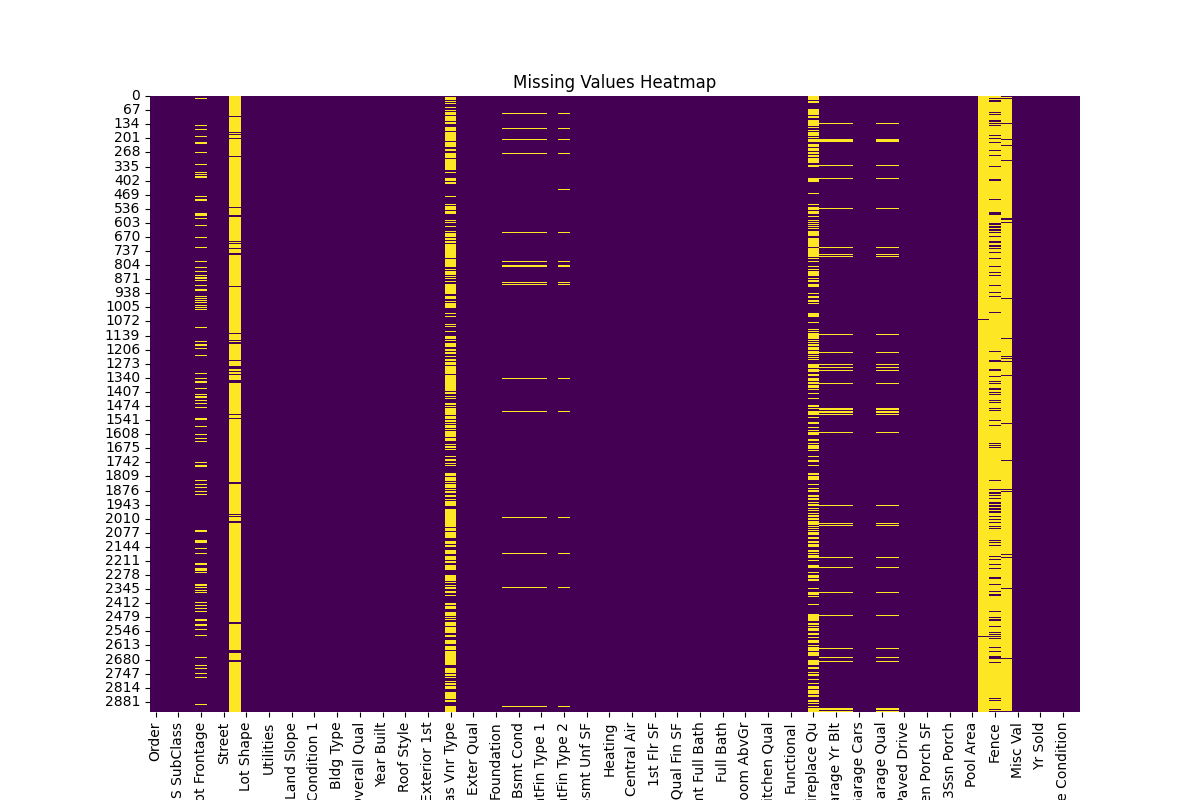 Missing Values Heatmap
0
67
134
201
268
335
402
469
536
603
670
737
804
871
938
1005
1072
1139
1206
1273
1340
1407
1474
1541
1608
1675
1742
1809
1876
1943
2010
2077
2144
2211
2278
2345
2412
2479
2546
2613
2680
2747
2814
2881
Order
S SubClass
ot Frontage
Street
Lot Shape
Utilities
Land Slope
Condition 1
Bldg Type
Overall Qual
Year Built
Roof Style
Exterior 1st
as Vnr Type
Exter Qual
Foundation
Bsmt Cond
ntFin Type 1
ntFin Type 2
smt Unf SF
Heating
Central Air
1st Flr SF
Qual Fin SF
nt Full Bath
Full Bath
oom AbvGr
itchen Qual
Functional
ireplace Qu
arage Yr Blt
Garage Cars
arage Qual
Paved Drive
en Porch SF
3Ssn Porch
Pool Area
Fence
Misc Val
Yr Sold
e Condition